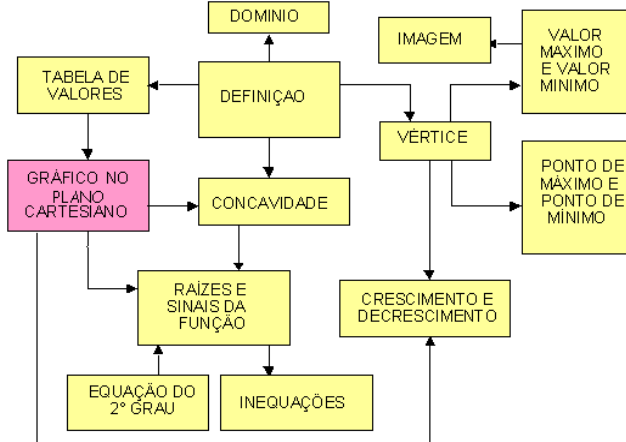 DOMINIO
IMAGEM
VALOR
MAXIMO
E VALOR
MINIMO
TABELA DE
VALORES
DEFINIÇAO
VÉRTICE
GRÁFICO NO
PLANO
CARTESIANO
CONCAVIDADE
PONTO DE
MÁXIMO E
PONTO DE
MÍNIMO
RAÍZES E
SINAIS DA
FUNÇÃO
CRESCIMENTO E
DECRESCIMENTO
EQUAÇÃO DO
2° GRAU
INEQUAÇÕES